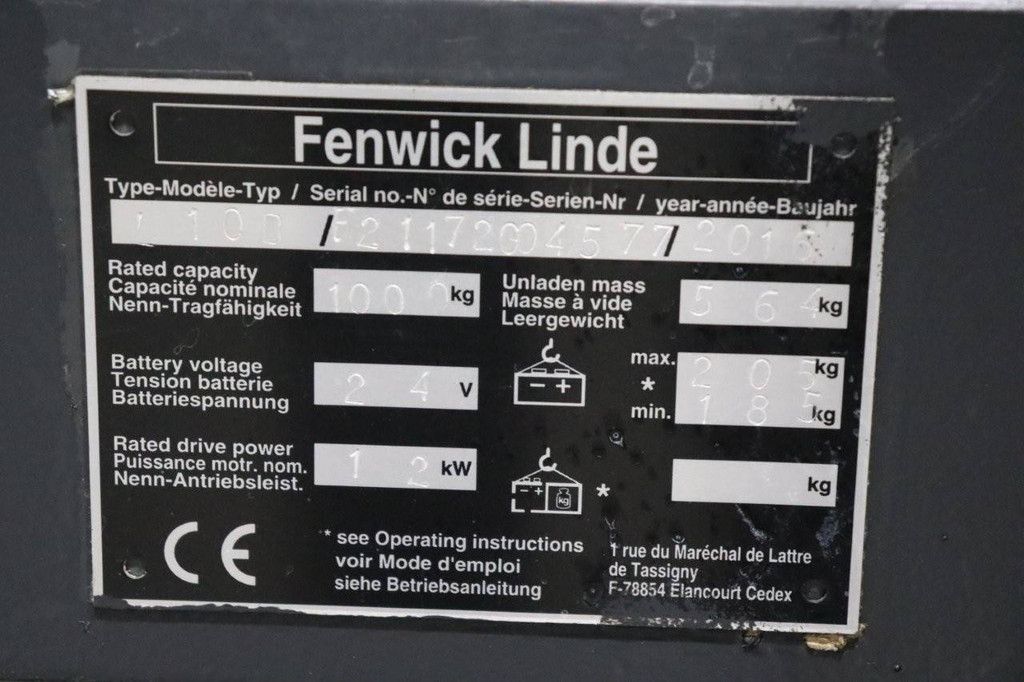 Fenwick Linde
Type-Modèle-Typ / Serial no.-N° de série-Serien-Nr / year-année-Baujahr
L10B / F21172G04577 / 2016
Rated capacity
Capacité nominale
Nenn-Tragfähigkeit
1000 kg
Unladen mass
Masse à vide
Leergewicht
564 kg
Battery voltage
Tension batterie
Batteriespannung
24 V
- +
max. 205 kg
*
min. 185 kg
Rated drive power
Puissance motr. nom.
Nenn-Antriebsleist.
1 2 kW
- + kg
* kg
CE
* see Operating instructions
voir Mode d'emploi
siehe Betriebsanleitung
1 rue du Maréchal de Lattre
de Tassigny
F-78854 Elancourt Cedex